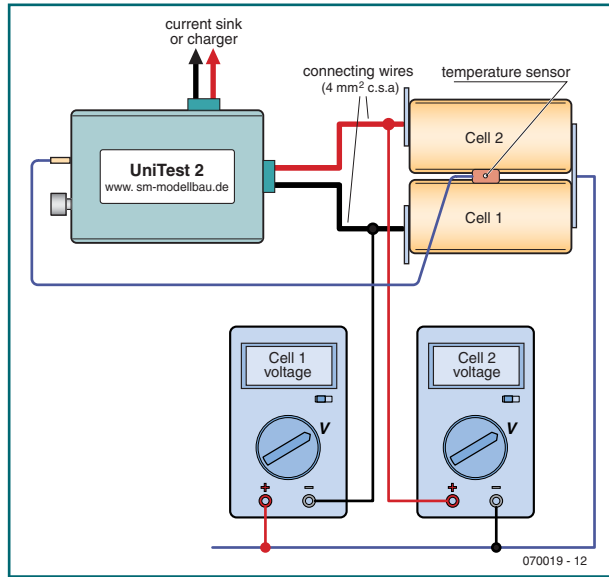 current sink
or charger
connecting wires
(4 mm² c.s.a)
temperature sensor
UniTest 2
www. sm-modellbau.de
Cell 2
Cell 1
Cell 1
voltage
V
+ –
Cell 2
voltage
V
+ –
070019 - 12